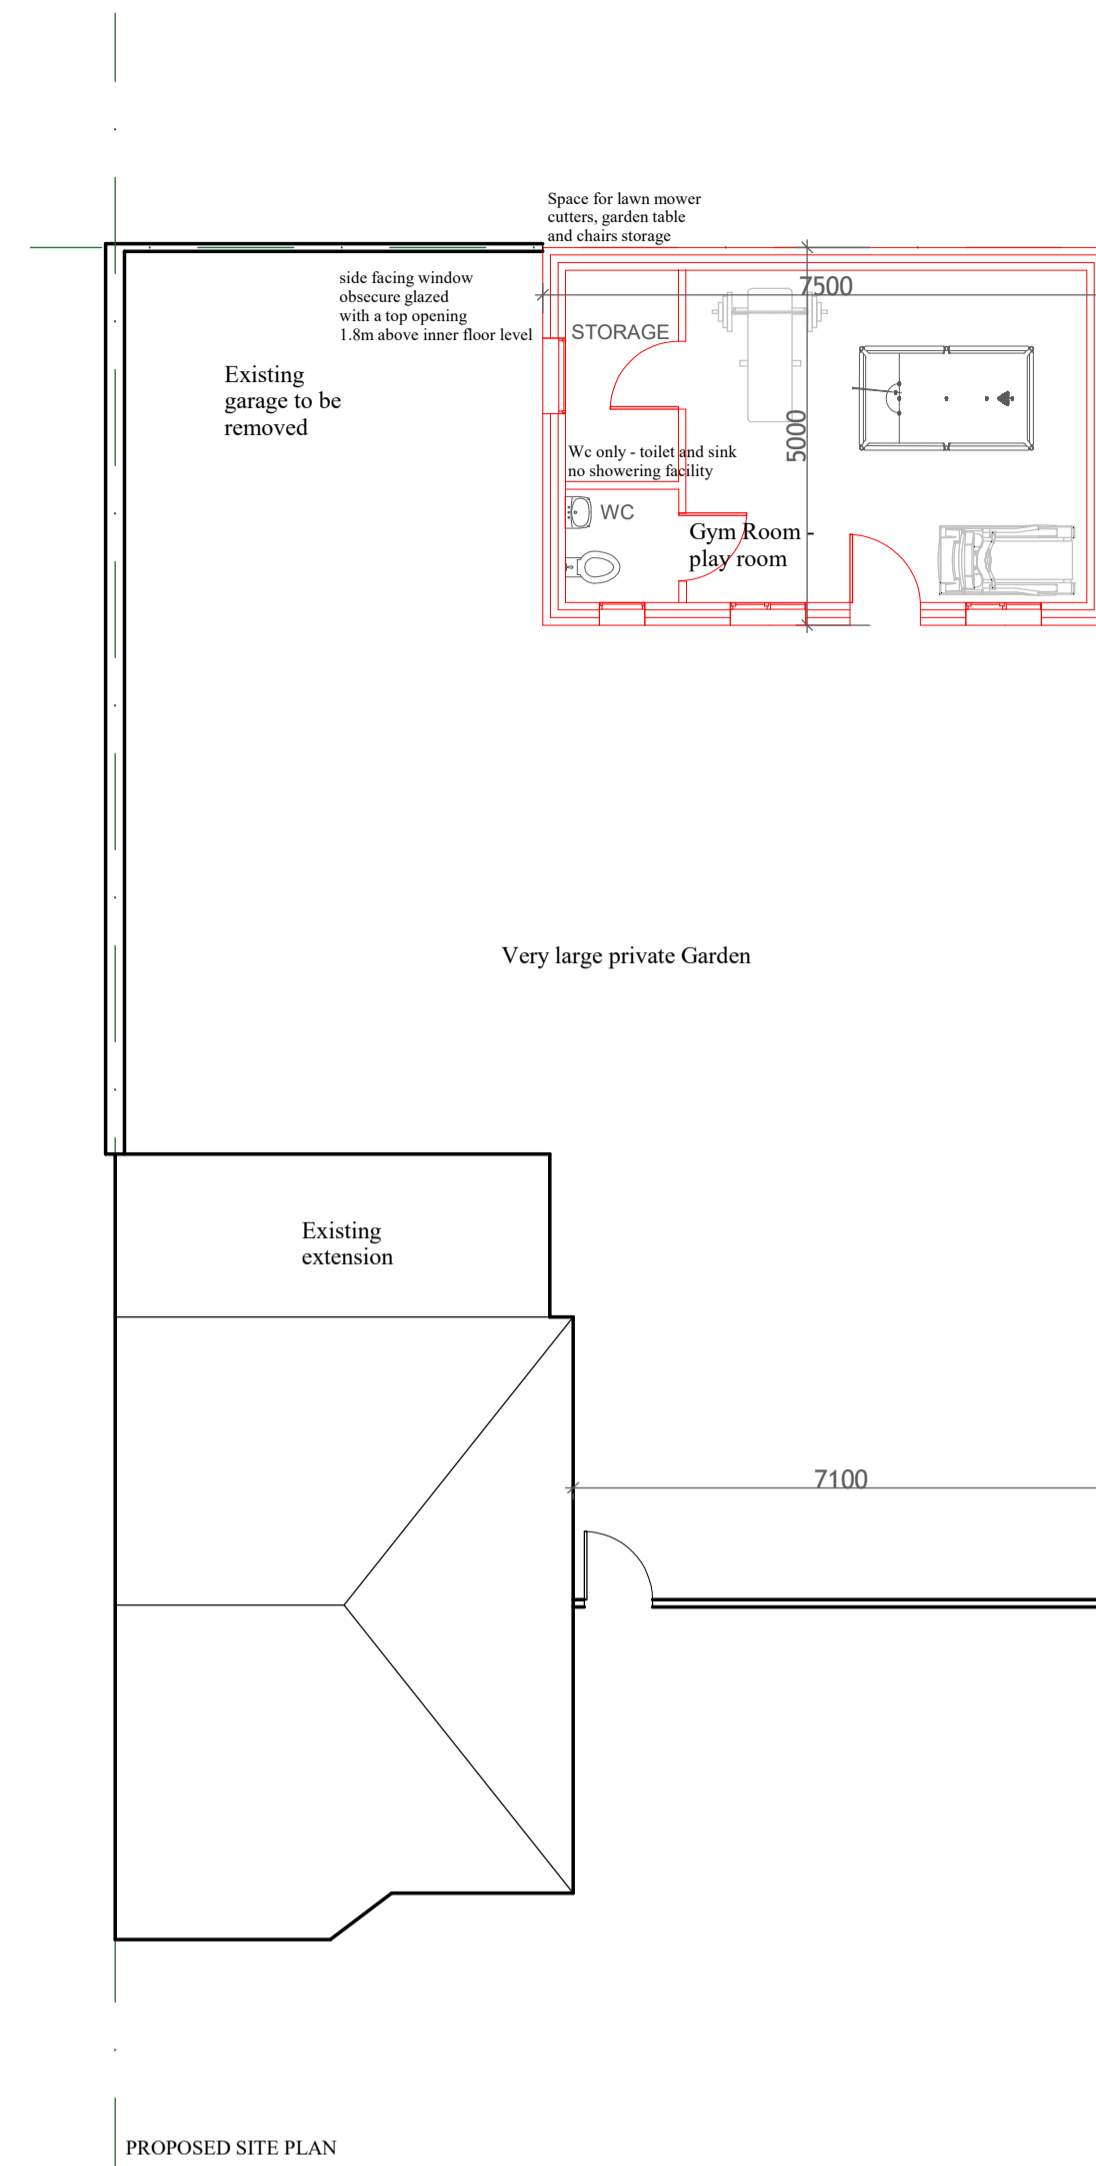 Space for lawn mower
cutters, garden table
and chairs storage
side facing window
obsecure glazed
with a top opening
1.8m above inner floor level
7500
STORAGE
Existing
garage to be
removed
5000
Wc only - toilet and sink
no showering facility
WC
Gym Room -
play room
Very large private Garden
Existing
extension
7100
PROPOSED SITE PLAN